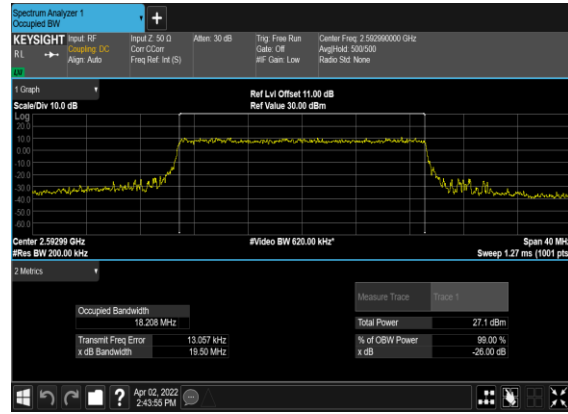 Spectrum Analyzer 1
Occupied BW
+
KEYSIGHT Input: RF Input Z: 50 Ω Atten: 30 dB Trig: Free Run Center Freq: 2.592990000 GHz
RL Coupling: DC Corr CCorr Gate: Off Avg|Hold: 500/500
Align: Auto Freq Ref: Int (S) #IF Gain: Low Radio Std: None
1 Graph Ref Lvl Offset 11.00 dB
Scale/Div 10.0 dB Ref Value 30.00 dBm
Log
20.0
10.0
0.00
-10.0
-20.0
-30.0
-40.0
-50.0
-60.0
Center 2.59299 GHz #Video BW 620.00 kHz* Span 40 MHz
#Res BW 200.00 kHz Sweep 1.27 ms (1001 pts
2 Metrics
Measure Trace Trace 1
Occupied Bandwidth
18.208 MHz Total Power 27.1 dBm
Transmit Freq Error 13.057 kHz % of OBW Power 99.00 %
x dB Bandwidth 19.50 MHz x dB -26.00 dB
? Apr 02, 2022
2:43:55 PM